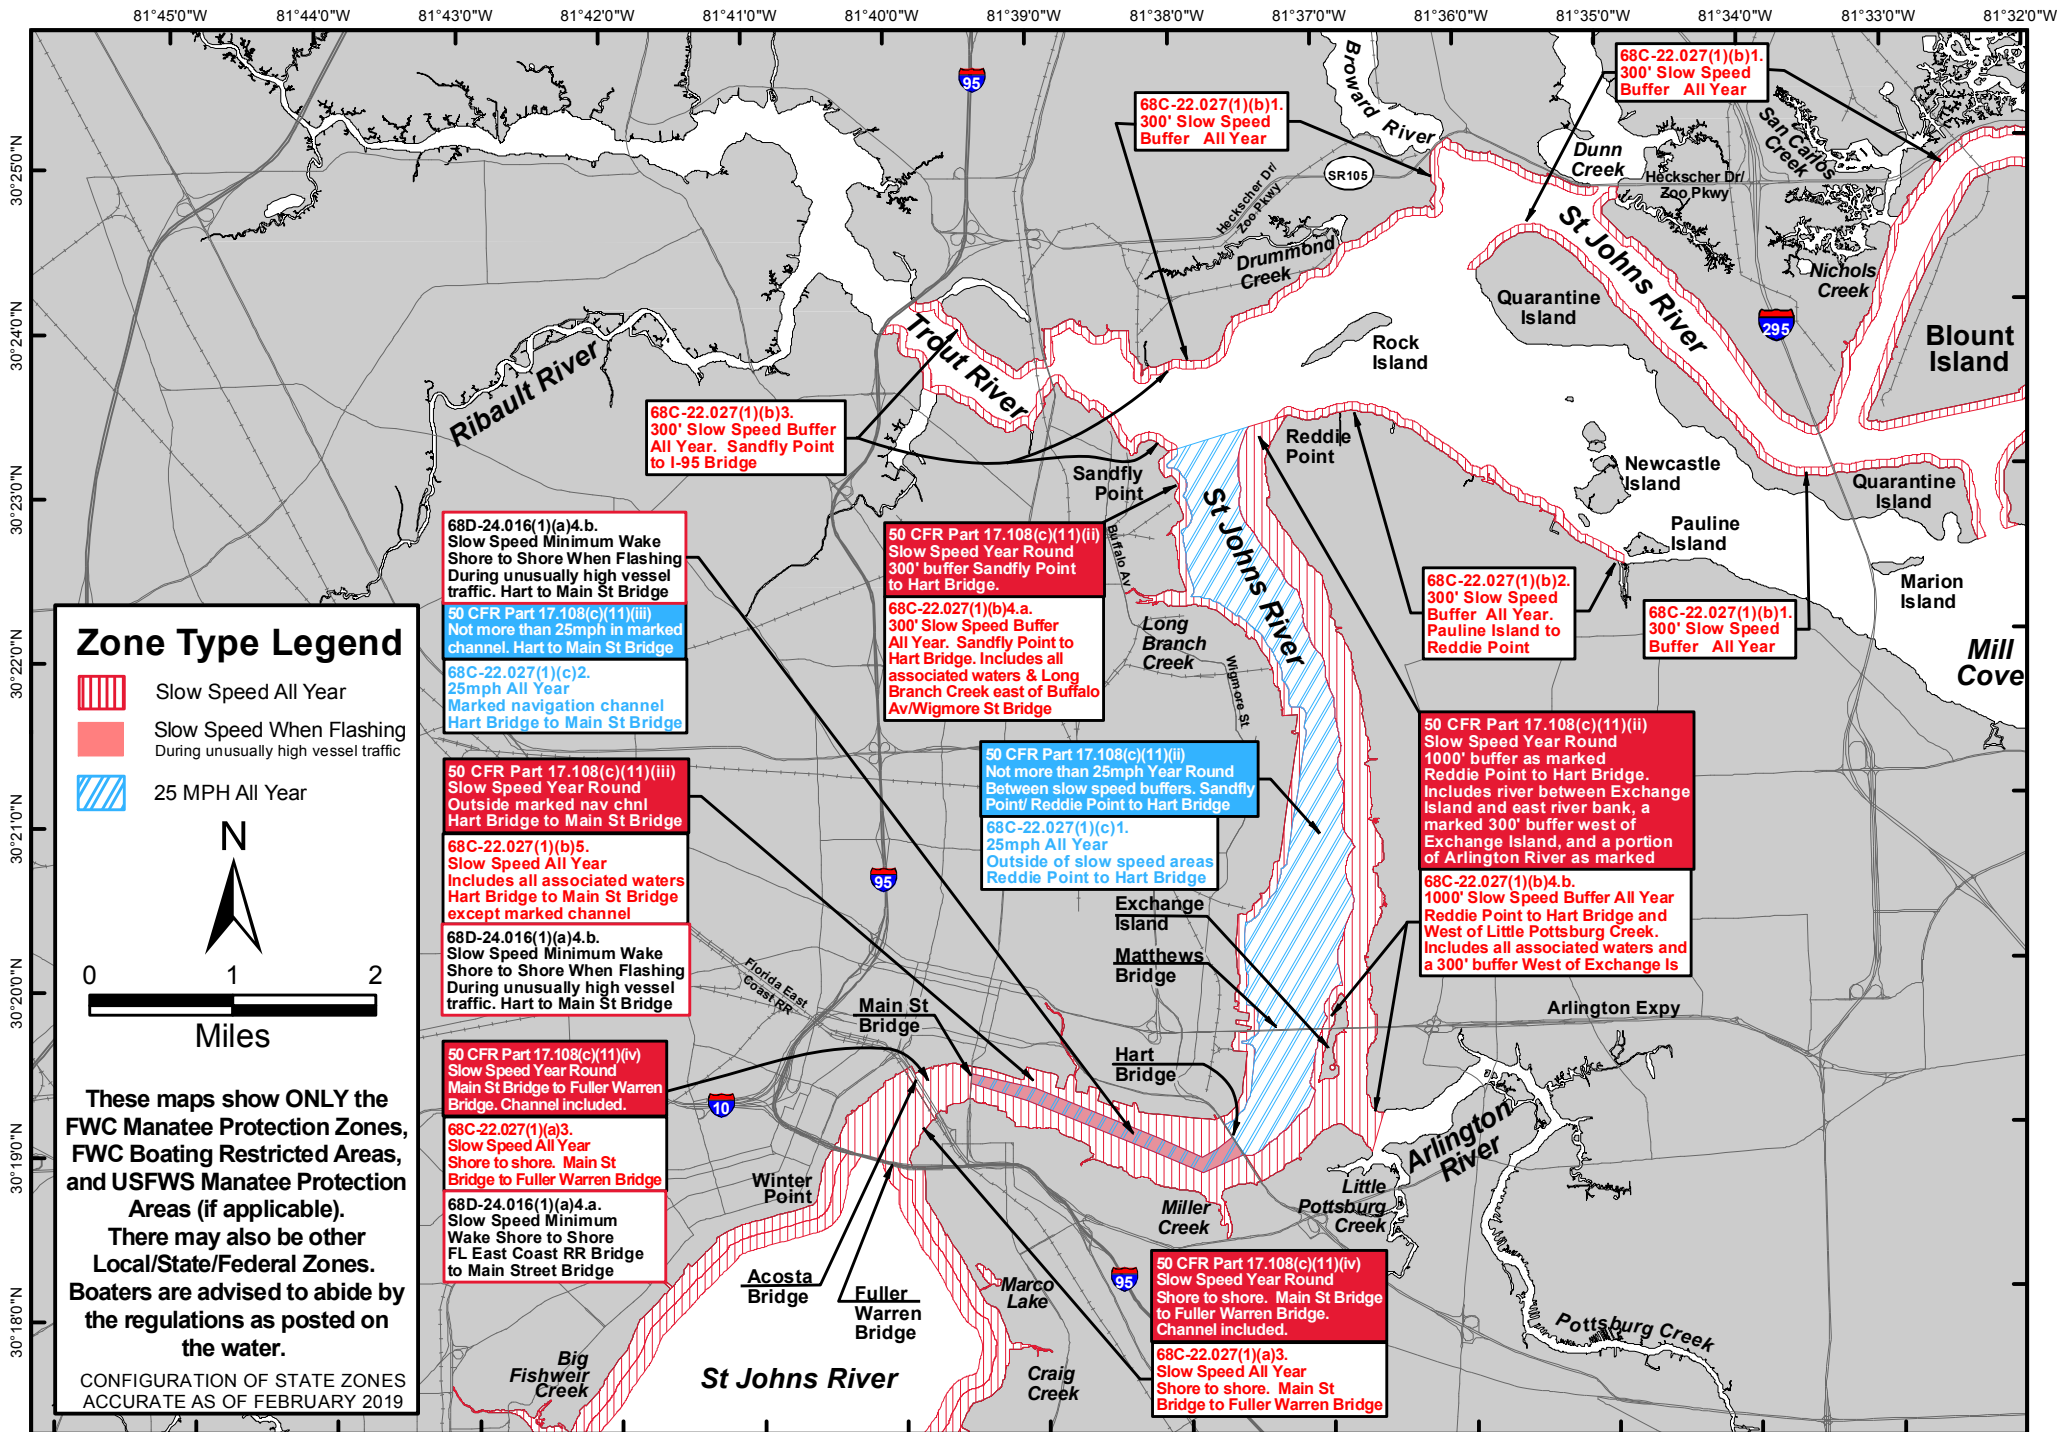 81°45'0"W
81°44'0"W
81°43'0"W
81°42'0"W
81°41'0"W
81°40'0"W
81°39'0"W
81°38'0"W
81°37'0"W
81°36'0"W
81°35'0"W
81°34'0"W
81°33'0"W
81°32'0"W
30°25'0"N
30°24'0"N
30°23'0"N
30°22'0"N
30°21'0"N
30°20'0"N
30°19'0"N
30°18'0"N
95
Broward River
68C-22.027(1)(b)1.
300' Slow Speed
Buffer All Year
68C-22.027(1)(b)1.
300' Slow Speed
Buffer All Year
San Carlos
Creek
Dunn
Creek
SR105
Heckscher Dr/
Zoo Pkwy
Heckscher Dr/
Zoo Pkwy
Drummond
Creek
St Johns River
Nichols
Creek
Quarantine
Island
295
Blount
Island
Rock
Island
Trout River
Ribault River
68C-22.027(1)(b)3.
300' Slow Speed Buffer
All Year. Sandfly Point
to I-95 Bridge
Reddie
Point
Sandfly
Point
Newcastle
Island
Quarantine
Island
Pauline
Island
Marion
Island
Mill
Cove
St Johns River
Buffalo Av
Long
Branch
Creek
Wigmore St
68D-24.016(1)(a)4.b.
Slow Speed Minimum Wake
Shore to Shore When Flashing
During unusually high vessel
traffic. Hart to Main St Bridge
50 CFR Part 17.108(c)(11)(iii)
Not more than 25mph in marked
channel. Hart to Main St Bridge
68C-22.027(1)(c)2.
25mph All Year
Marked navigation channel
Hart Bridge to Main St Bridge
50 CFR Part 17.108(c)(11)(ii)
Slow Speed Year Round
300' buffer Sandfly Point
to Hart Bridge.
68C-22.027(1)(b)4.a.
300' Slow Speed Buffer
All Year. Sandfly Point to
Hart Bridge. Includes all
associated waters & Long
Branch Creek east of Buffalo
Av/Wigmore St Bridge
68C-22.027(1)(b)2.
300' Slow Speed
Buffer All Year.
Pauline Island to
Reddie Point
68C-22.027(1)(b)1.
300' Slow Speed
Buffer All Year
50 CFR Part 17.108(c)(11)(iii)
Slow Speed Year Round
Outside marked nav chnl
Hart Bridge to Main St Bridge
68C-22.027(1)(b)5.
Slow Speed All Year
Includes all associated waters
Hart Bridge to Main St Bridge
except marked channel
68D-24.016(1)(a)4.b.
Slow Speed Minimum Wake
Shore to Shore When Flashing
During unusually high vessel
traffic. Hart to Main St Bridge
50 CFR Part 17.108(c)(11)(ii)
Not more than 25mph Year Round
Between slow speed buffers. Sandfly
Point/ Reddie Point to Hart Bridge
68C-22.027(1)(c)1.
25mph All Year
Outside of slow speed areas
Reddie Point to Hart Bridge
50 CFR Part 17.108(c)(11)(ii)
Slow Speed Year Round
1000' buffer as marked
Reddie Point to Hart Bridge.
Includes river between Exchange
Island and east river bank, a
marked 300' buffer west of
Exchange Island, and a portion
of Arlington River as marked
68C-22.027(1)(b)4.b.
1000' Slow Speed Buffer All Year
Reddie Point to Hart Bridge and
West of Little Pottsburg Creek.
Includes all associated waters and
a 300' buffer West of Exchange Is
95
Exchange
Island
Matthews
Bridge
Florida East
Coast RR
Main St
Bridge
Hart
Bridge
Arlington Expy
10
50 CFR Part 17.108(c)(11)(iv)
Slow Speed Year Round
Main St Bridge to Fuller Warren
Bridge. Channel included.
68C-22.027(1)(a)3.
Slow Speed All Year
Shore to shore. Main St
Bridge to Fuller Warren Bridge
68D-24.016(1)(a)4.a.
Slow Speed Minimum
Wake Shore to Shore
FL East Coast RR Bridge
to Main Street Bridge
Winter
Point
Acosta
Bridge
Fuller
Warren
Bridge
Miller
Creek
Little
Pottsburg
Creek
Arlington
River
Marco
Lake
95
50 CFR Part 17.108(c)(11)(iv)
Slow Speed Year Round
Shore to shore. Main St Bridge
to Fuller Warren Bridge.
Channel included.
68C-22.027(1)(a)3.
Slow Speed All Year
Shore to shore. Main St
Bridge to Fuller Warren Bridge
Pottsburg Creek
Big
Fishweir
Creek
St Johns River
Craig
Creek
Zone Type Legend
Slow Speed All Year
Slow Speed When Flashing
During unusually high vessel traffic
25 MPH All Year
N
0 1 2
Miles
These maps show ONLY the
FWC Manatee Protection Zones,
FWC Boating Restricted Areas,
and USFWS Manatee Protection
Areas (if applicable).
There may also be other
Local/State/Federal Zones.
Boaters are advised to abide by
the regulations as posted on
the water.
CONFIGURATION OF STATE ZONES
ACCURATE AS OF FEBRUARY 2019